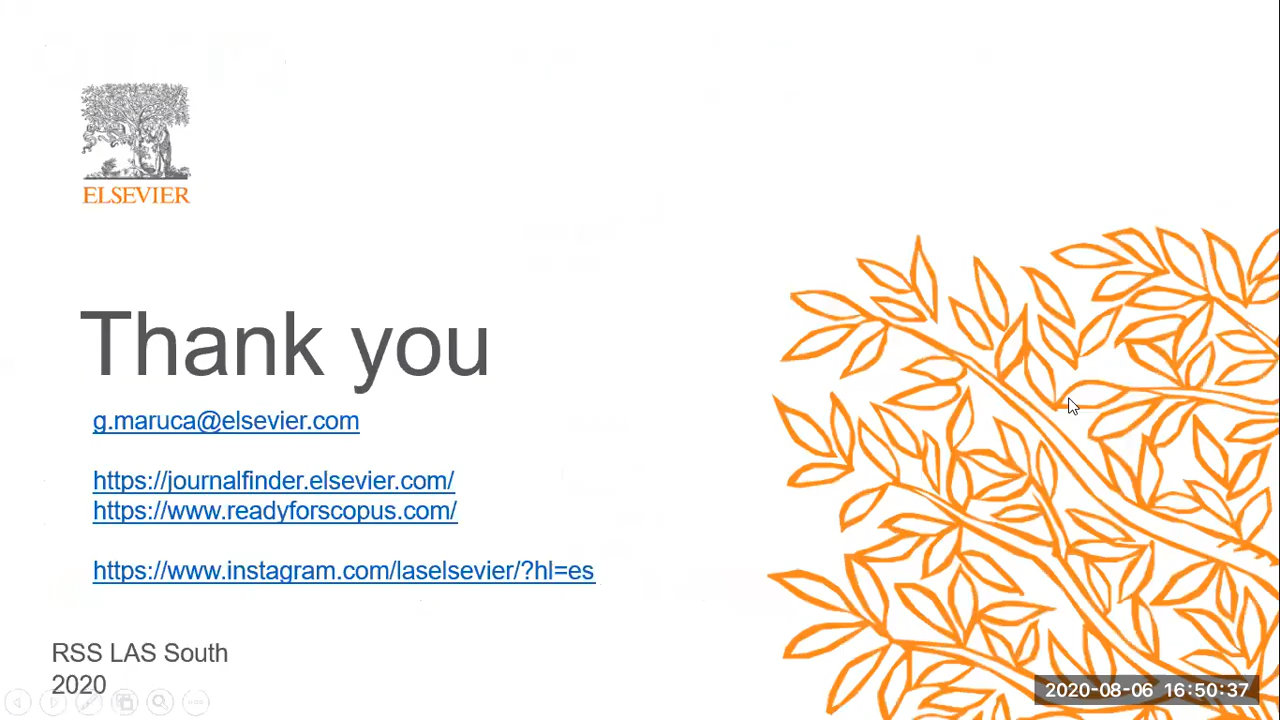 ELSEVIER
Thank you
g.maruca@elsevier.com
https://journalfinder.elsevier.com/
https://www.readyforscopus.com/
https://www.instagram.com/laselsevier/?hl=es
RSS LAS South
2020
2020-08-06 16:50:37